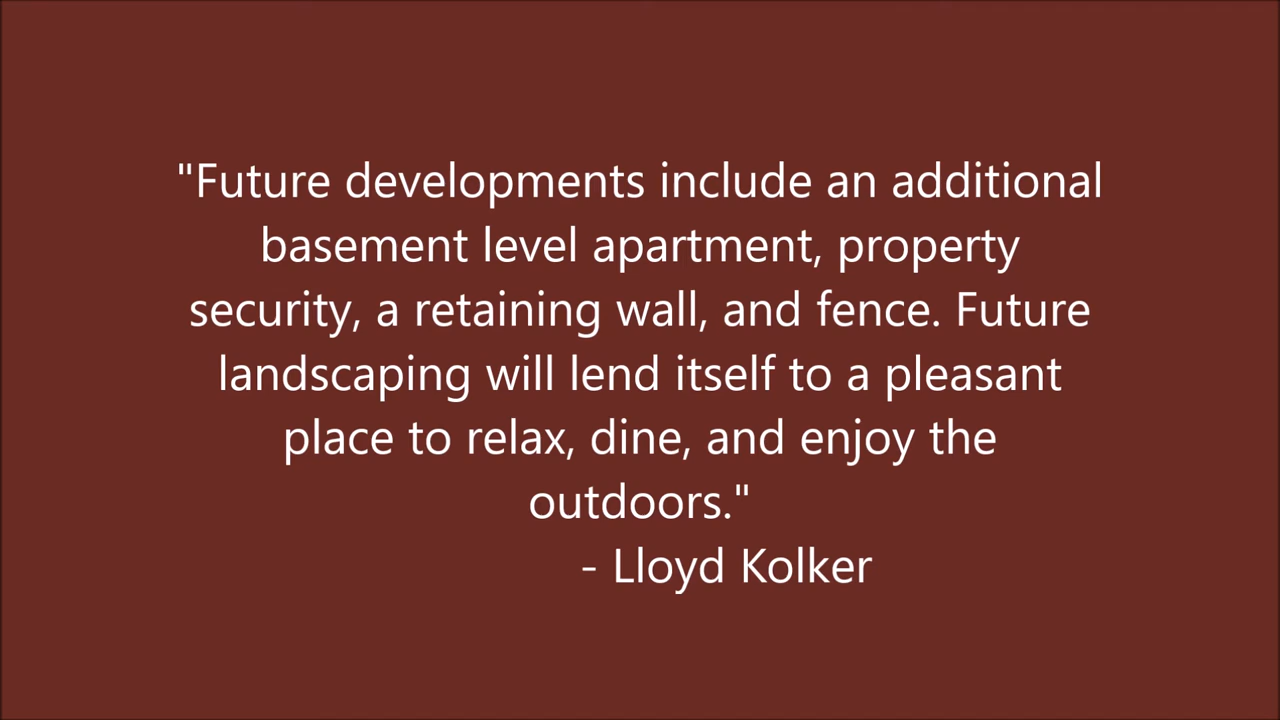 "Future developments include an additional
basement level apartment, property
security, a retaining wall, and fence. Future
landscaping will lend itself to a pleasant
place to relax, dine, and enjoy the
outdoors."
- Lloyd Kolker